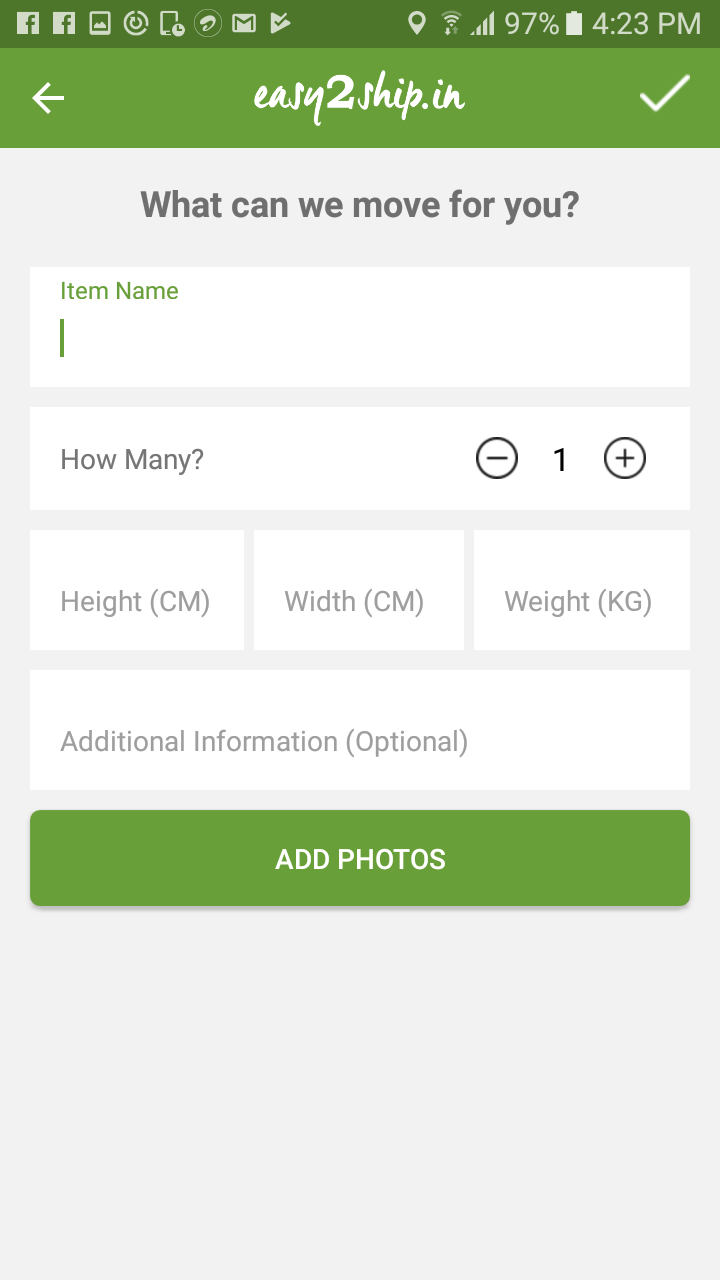 97% 4:23 PM
easy2ship.in
What can we move for you?
Item Name
How Many? 1
Height (CM) Width (CM) Weight (KG)
Additional Information (Optional)
ADD PHOTOS